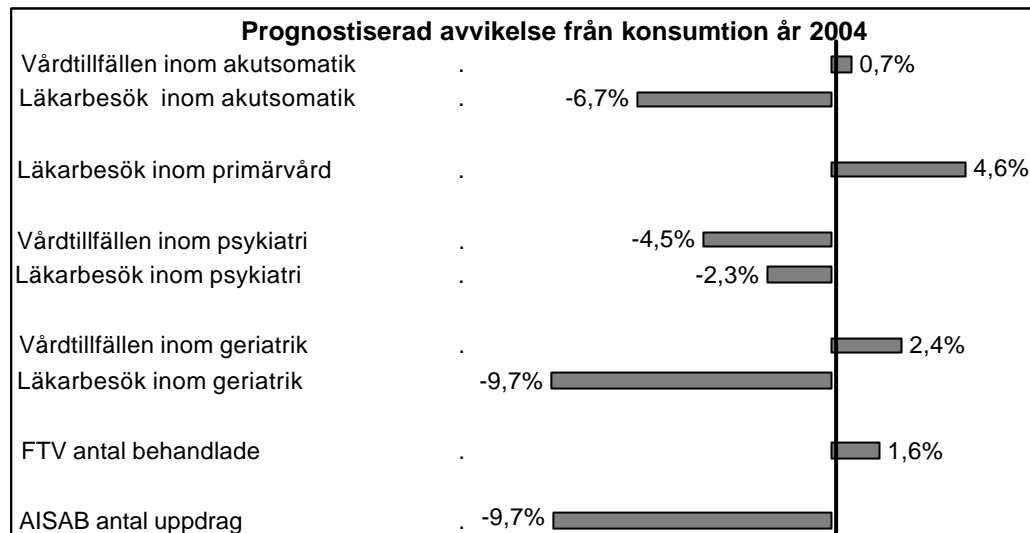 Prognostiserad avvikelse från konsumtion år 2004
Vårdtillfällen inom akutsomatik . 0,7%
Läkarbesök inom akutsomatik . -6,7%
Läkarbesök inom primärvård . 4,6%
Vårdtillfällen inom psykiatri . -4,5%
Läkarbesök inom psykiatri . -2,3%
Vårdtillfällen inom geriatrik . 2,4%
Läkarbesök inom geriatrik . -9,7%
FTV antal behandlade . 1,6%
AISAB antal uppdrag . -9,7%